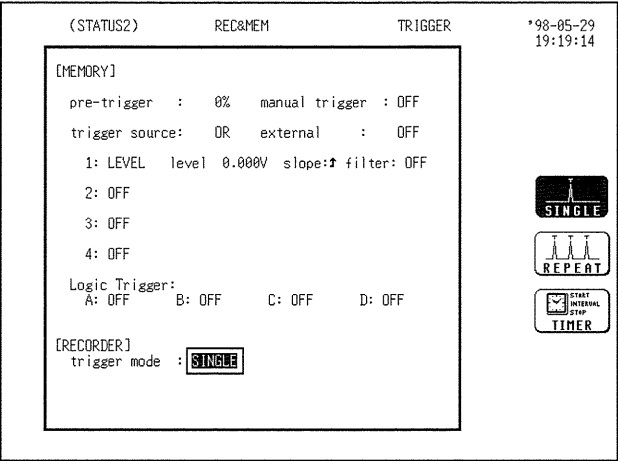 (STATUS2) REC&MEM TRIGGER '98-05-29
19:19:14
[MEMORY]
pre-trigger : 0% manual trigger : OFF
trigger source: OR external : OFF
1: LEVEL level 0.000V slope:↥ filter: OFF
2: OFF
3: OFF
4: OFF
Logic Trigger:
A: OFF B: OFF C: OFF D: OFF
[RECORDER]
trigger mode : SINGLE
T
SINGLE
T T T
REPEAT
START
INTERVAL
STOP
TIMER